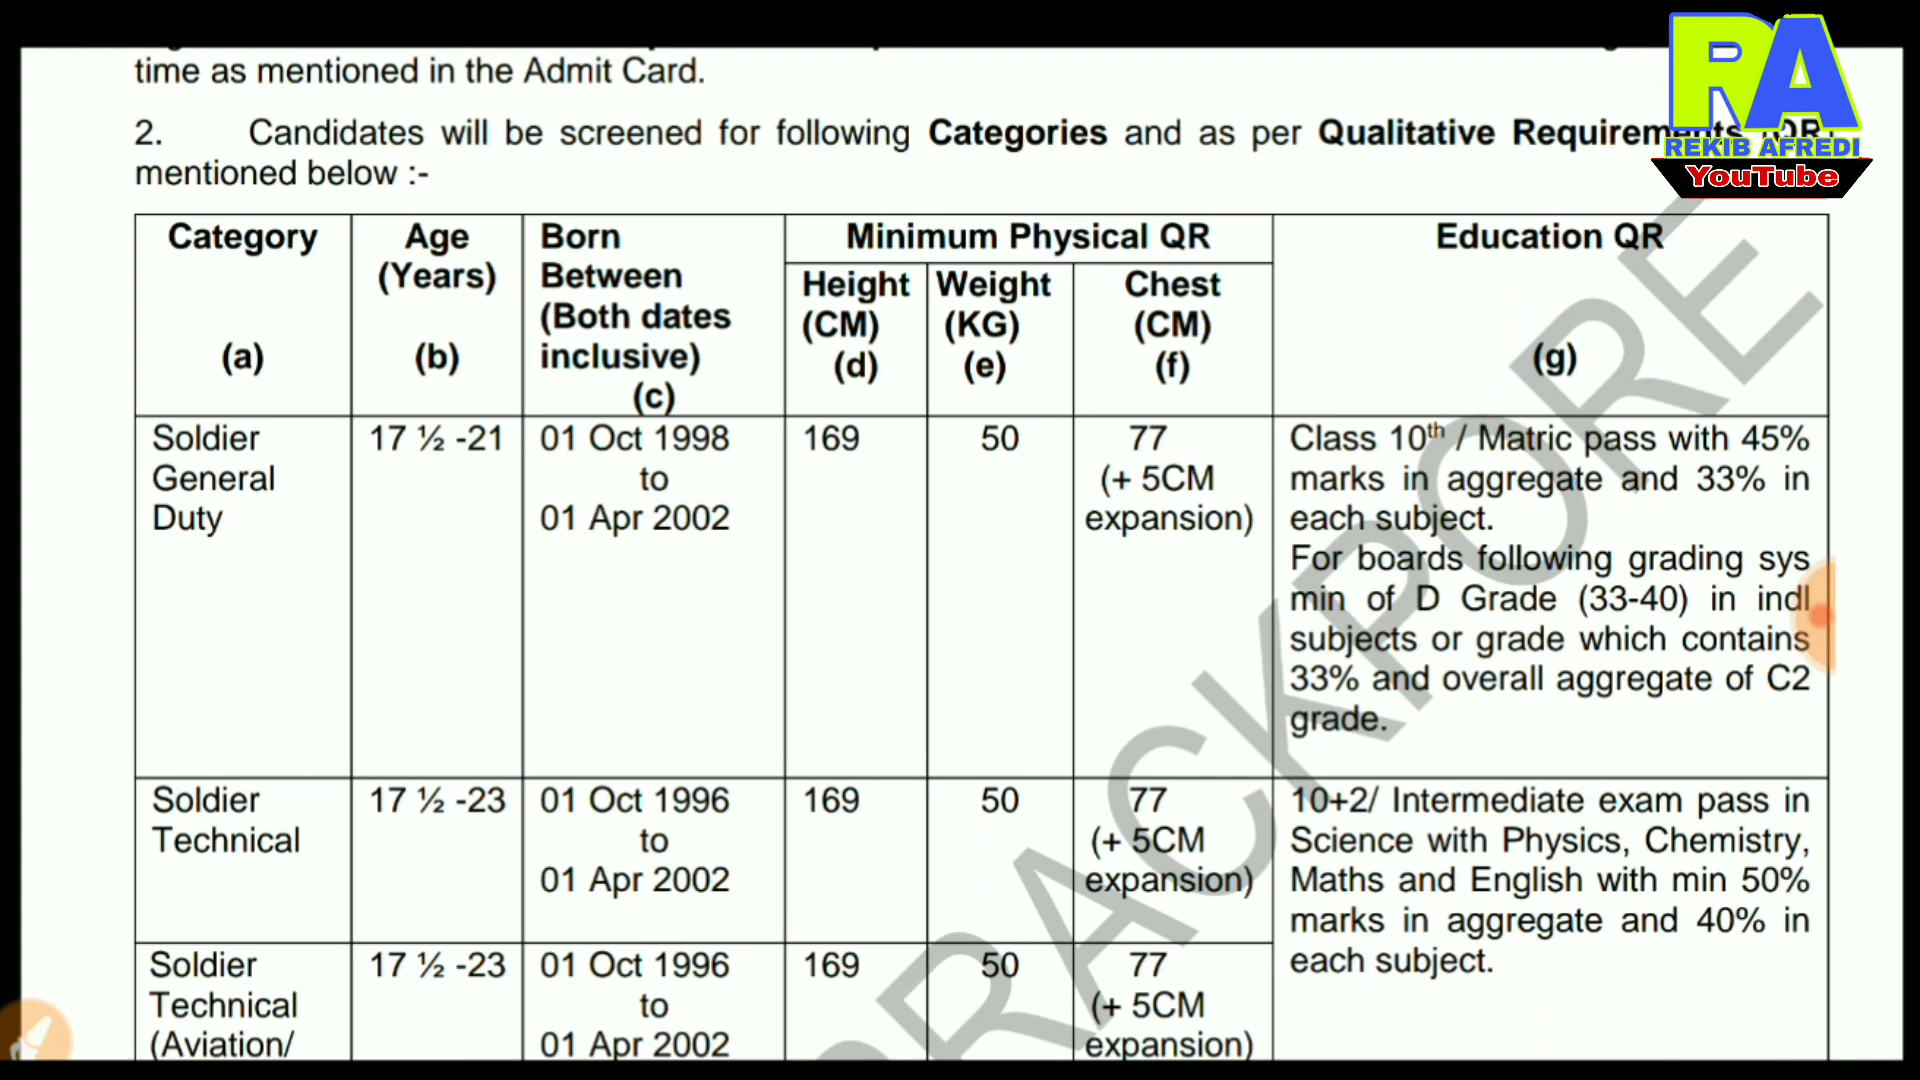 time as mentioned in the Admit Card.
2. Candidates will be screened for following Categories and as per Qualitative Requirements (QR)
mentioned below :-
RA
REKIB AFREDI
YouTube
Category
(a)
Age
(Years)
(b)
Born
Between
(Both dates
inclusive)
(c)
Minimum Physical QR
Height
(CM)
(d)
Weight
(KG)
(e)
Chest
(CM)
(f)
Education QR
(g)
Soldier
General
Duty
17 ½ -21
01 Oct 1998
to
01 Apr 2002
169
50
77
(+ 5CM
expansion)
Class 10th / Matric pass with 45%
marks in aggregate and 33% in
each subject.
For boards following grading sys
min of D Grade (33-40) in indl
subjects or grade which contains
33% and overall aggregate of C2
grade.
Soldier
Technical
17 ½ -23
01 Oct 1996
to
01 Apr 2002
169
50
77
(+ 5CM
expansion)
10+2/ Intermediate exam pass in
Science with Physics, Chemistry,
Maths and English with min 50%
marks in aggregate and 40% in
each subject.
Soldier
Technical
(Aviation/
17 ½ -23
01 Oct 1996
to
01 Apr 2002
169
50
77
(+ 5CM
expansion)
RACKPORE